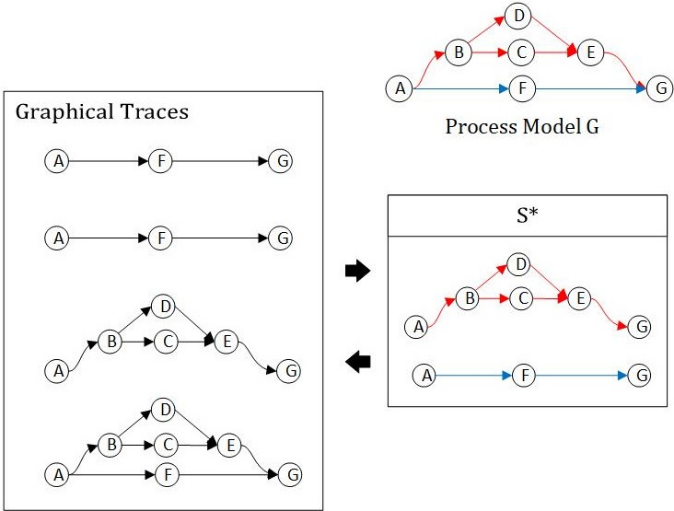 D
B C E
A F G
Process Model G
Graphical Traces
A F G
A F G
D
B C E
A G
D
B C E
A F G
S*
D
B C E
A G
A F G